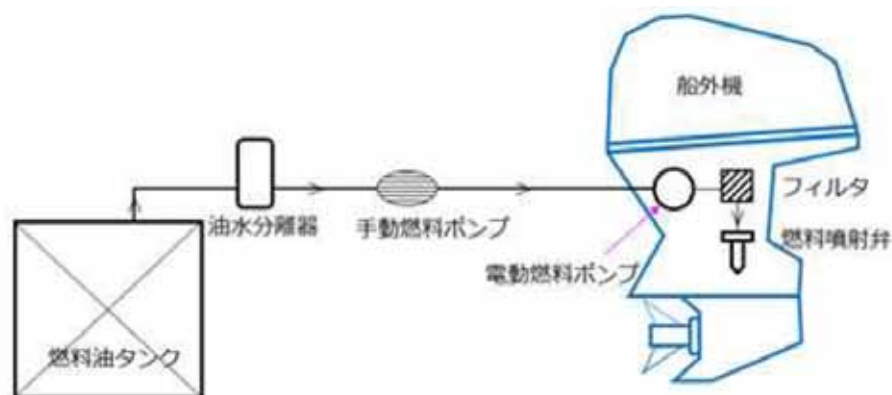 船外機
フィルタ
油水分離器
手動燃料ポンプ
燃料噴射弁
電動燃料ポンプ
燃料油タンク